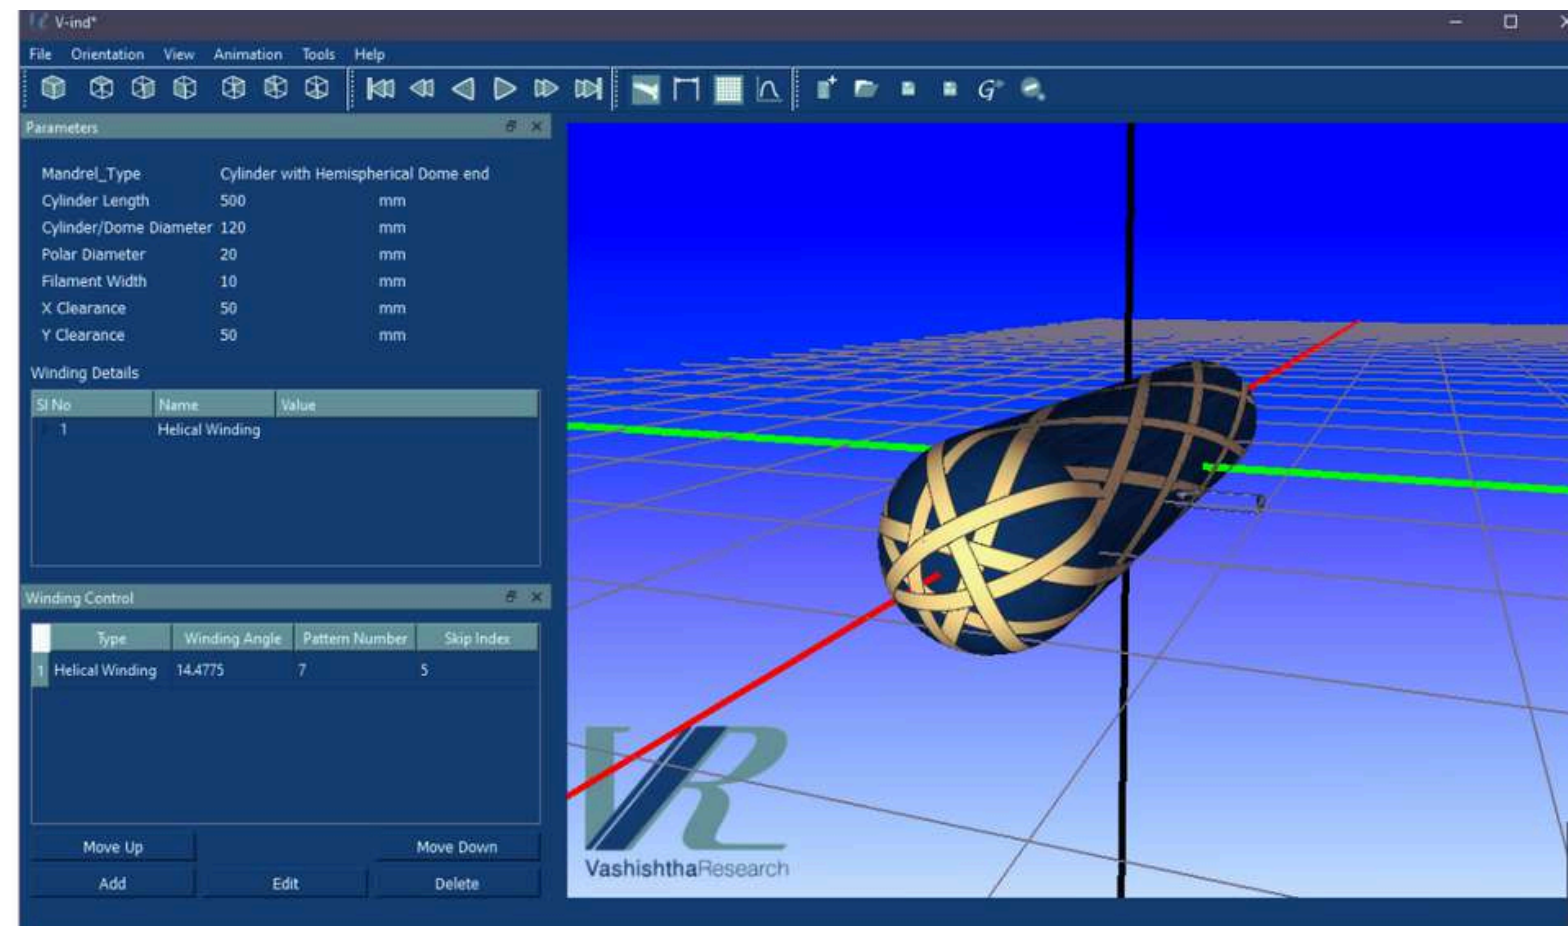 V-ind*
File Orientation View Animation Tools Help
G
Parameters
Mandrel_Type Cylinder with Hemispherical Dome end
Cylinder Length 500 mm
Cylinder/Dome Diameter 120 mm
Polar Diameter 20 mm
Filament Width 10 mm
X Clearance 50 mm
Y Clearance 50 mm
Winding Details
Sl No Name Value
1 Helical Winding
Winding Control
Type Winding Angle Pattern Number Skip Index
1 Helical Winding 14.4775 7 5
Move Up Move Down
Add Edit Delete
VR
VashishthaResearch